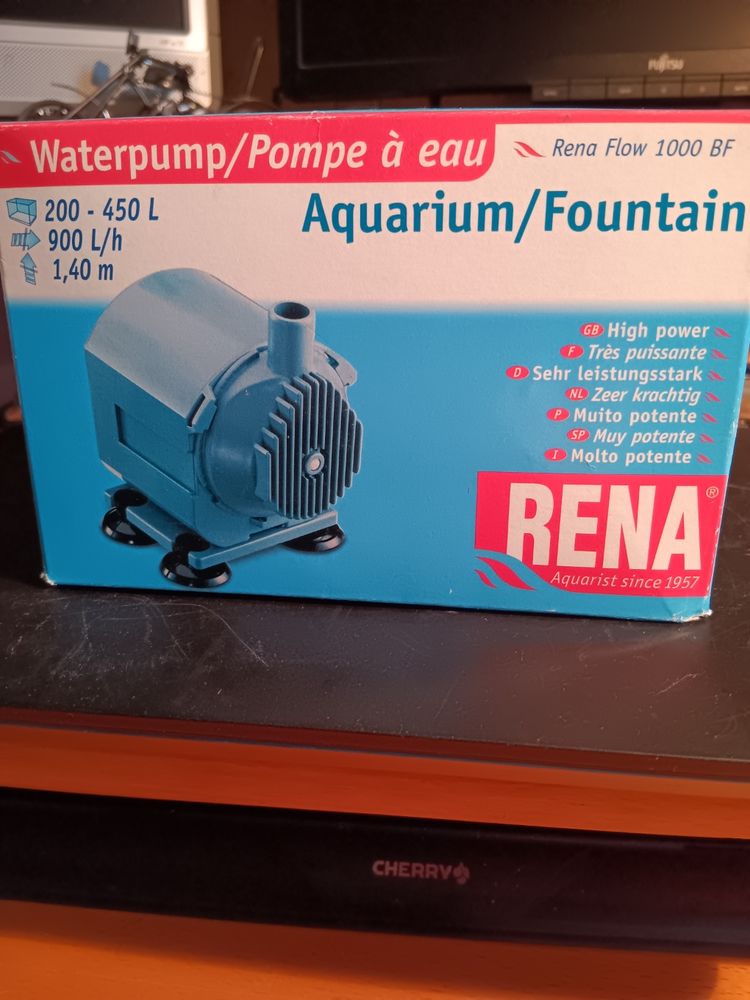 FUJITSU
Waterpump/Pompe à eau
Rena Flow 1000 BF
200 - 450 L
900 L/h
1,40 m
Aquarium/Fountain
GB High power
F Très puissante
D Sehr leistungsstark
NL Zeer krachtig
P Muito potente
SP Muy potente
I Molto potente
RENA®
Aquarist since 1957
CHERRY